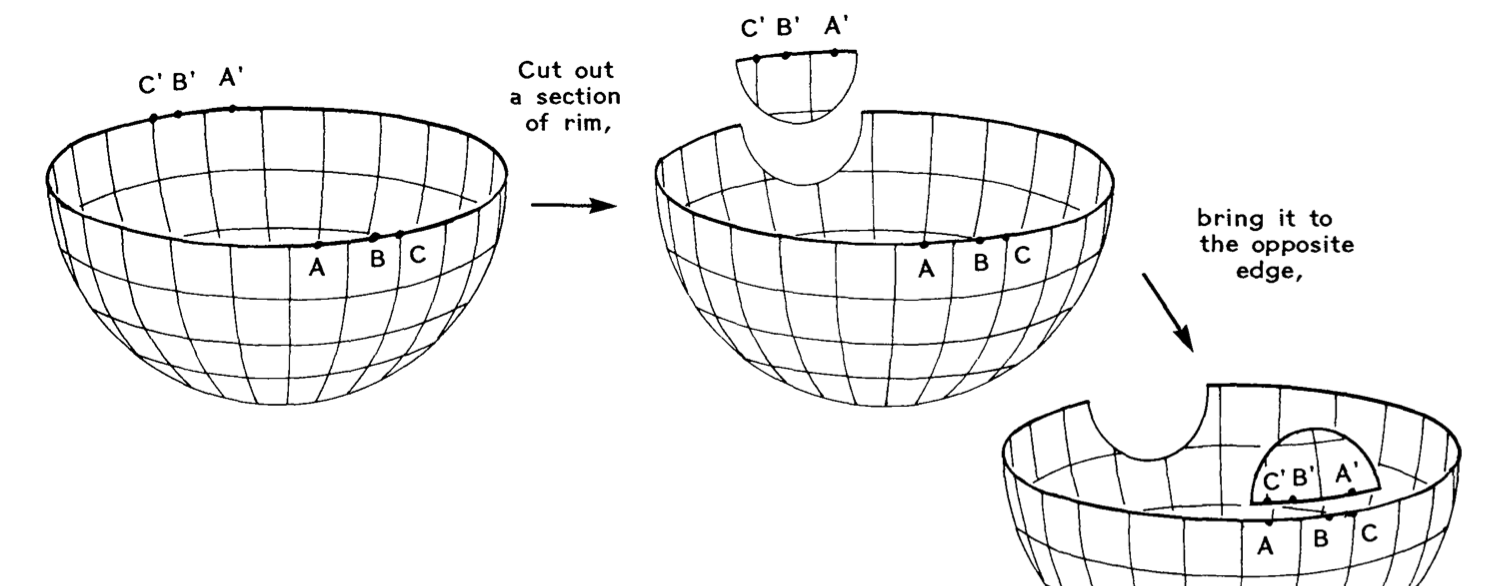 C' B' A'
C' B' A'
Cut out
a section
of rim,
A B C
A B C
bring it to
the opposite
edge,
C' B' A'
A B C